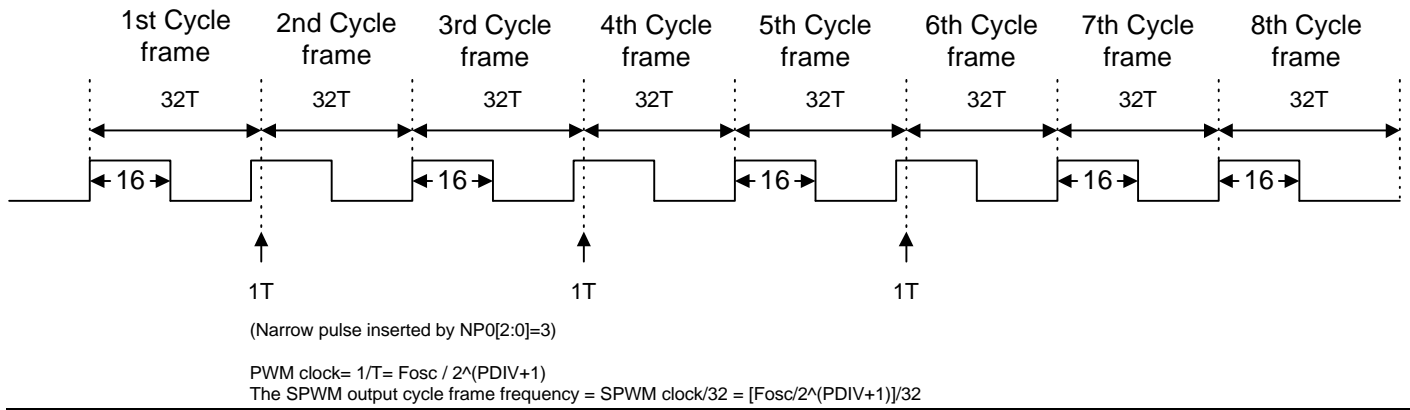 1st Cycle frame 2nd Cycle frame 3rd Cycle frame 4th Cycle frame 5th Cycle frame 6th Cycle frame 7th Cycle frame 8th Cycle frame
32T 32T 32T 32T 32T 32T 32T 32T
16 16 16 16 16
1T 1T 1T
(Narrow pulse inserted by NP0[2:0]=3)
PWM clock= 1/T= Fosc / 2^(PDIV+1)
The SPWM output cycle frame frequency = SPWM clock/32 = [Fosc/2^(PDIV+1)]/32